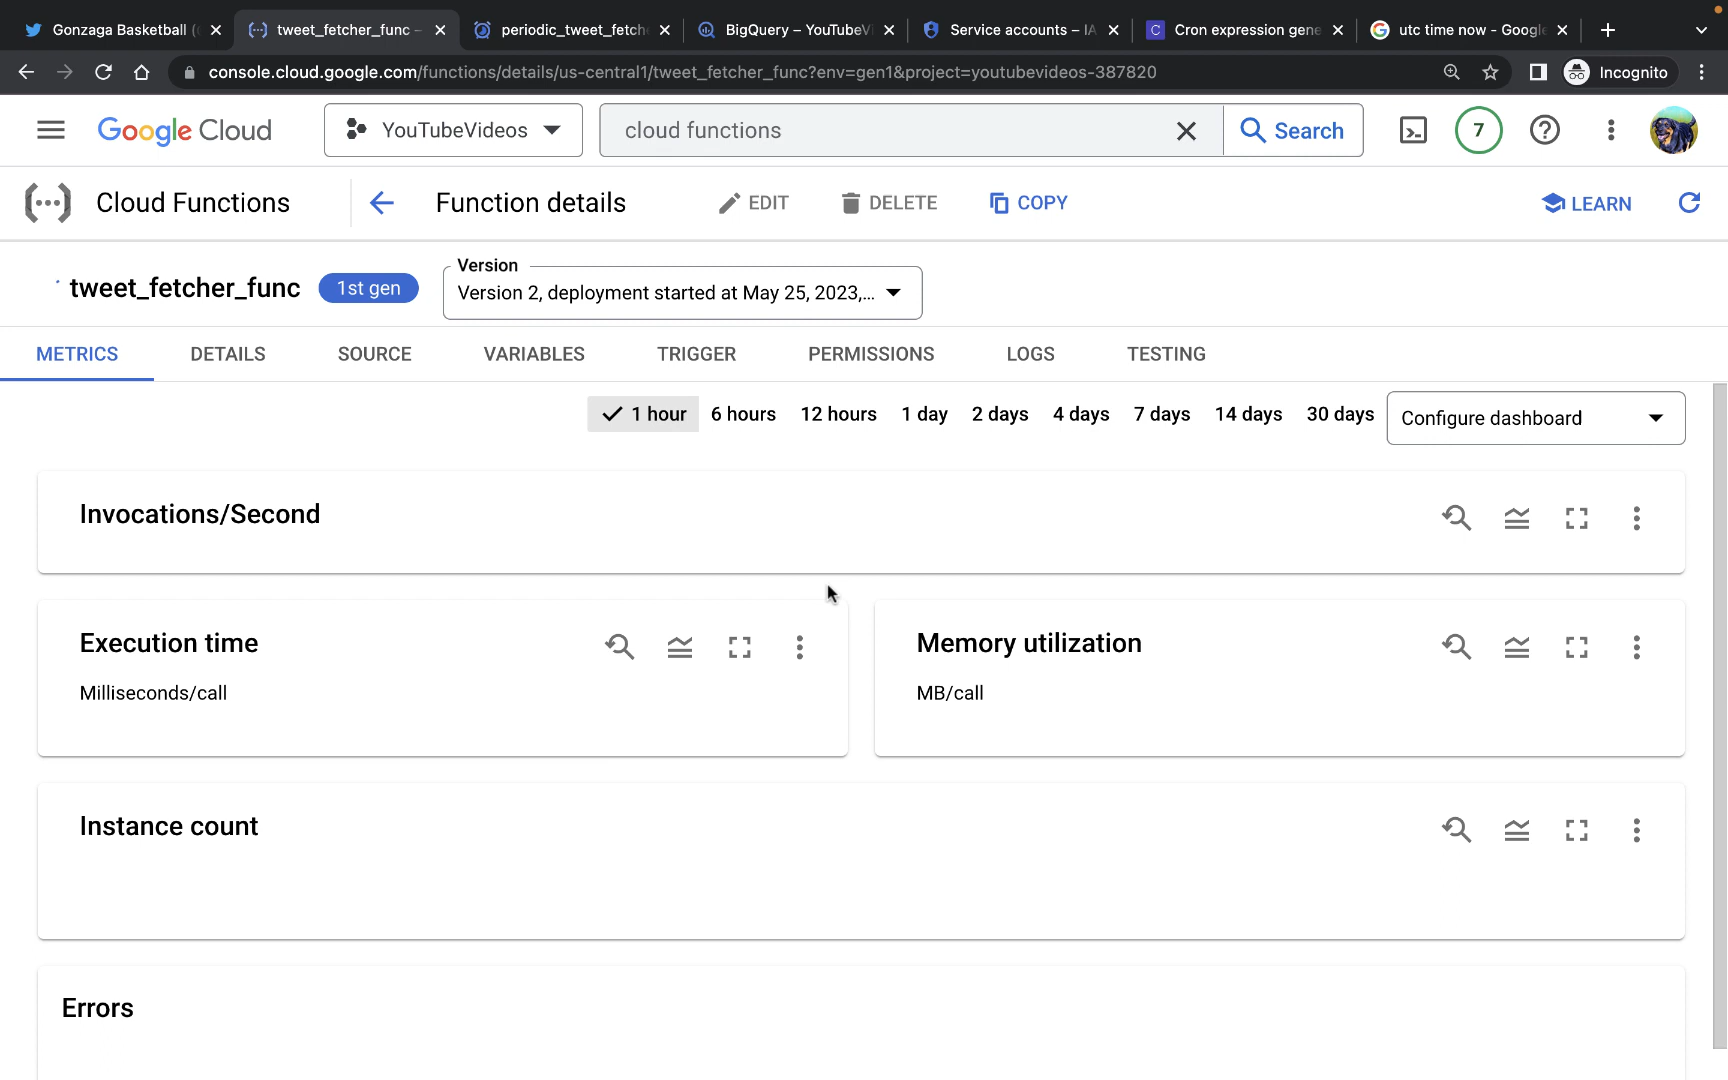 Gonzaga Basketball (
tweet_fetcher_func –
periodic_tweet_fetch
BigQuery – YouTubeVi
Service accounts – IA
C
Cron expression gene
utc time now - Google
console.cloud.google.com/functions/details/us-central1/tweet_fetcher_func?env=gen1&project=youtubevideos-387820
Incognito
Google Cloud
YouTubeVideos
cloud functions
Search
7
Cloud Functions
Function details
EDIT
DELETE
COPY
LEARN
tweet_fetcher_func
1st gen
Version
Version 2, deployment started at May 25, 2023,...
METRICS
DETAILS
SOURCE
VARIABLES
TRIGGER
PERMISSIONS
LOGS
TESTING
1 hour
6 hours
12 hours
1 day
2 days
4 days
7 days
14 days
30 days
Configure dashboard
Invocations/Second
Execution time
Milliseconds/call
Memory utilization
MB/call
Instance count
Errors